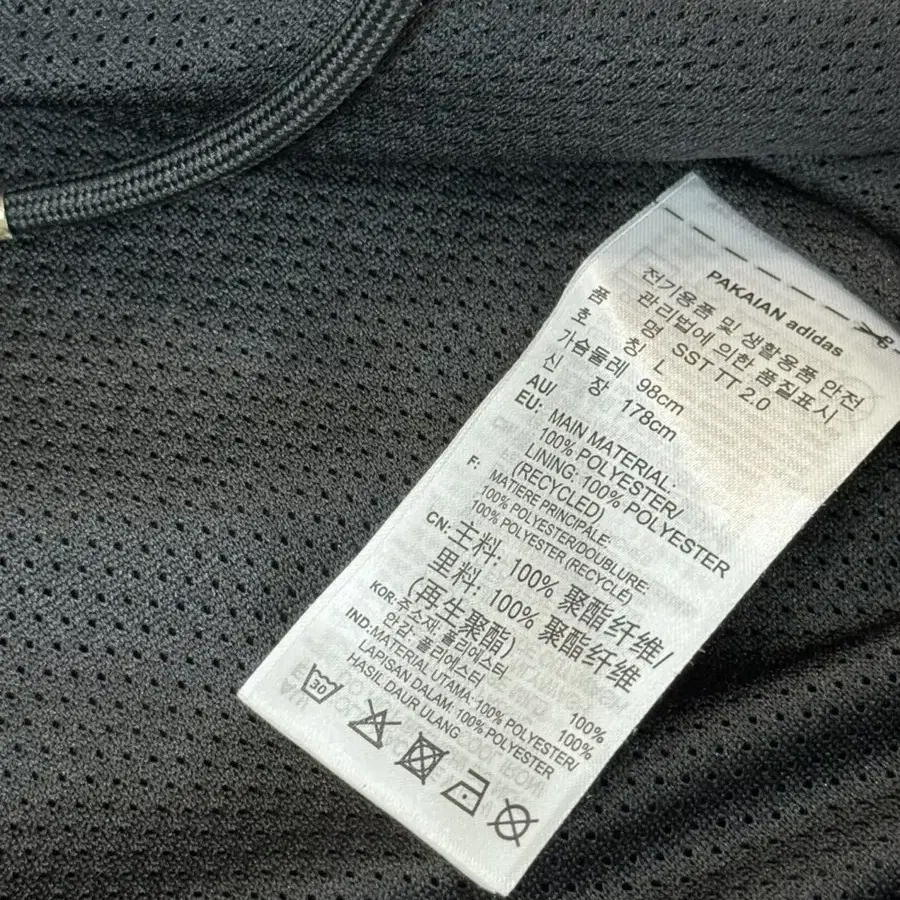 PAKAIAN adidas
전기용품 및 생활용품 안전
관리법에 의한 품질표시
품 명 SST TT 2.0
호 칭 L
가슴둘레 98cm
신 장 178cm
AU/
EU: MAIN MATERIAL:
100% POLYESTER/
LINING: 100% POLYESTER
(RECYCLED)
F: MATIERE PRINCIPALE:
100% POLYESTER/DOUBLURE:
100% POLYESTER (RECYCLÉ)
CN: 主料: 100% 聚酯纤维/
里料: 100% 聚酯纤维
(再生聚酯)
KOR: 주소재: 폴리에스터 100%
안감: 폴리에스터 100%
IND.MATERIAL UTAMA: 100% POLYESTER/
LAPISAN DALAM: 100% POLYESTER
HASIL DAUR ULANG
30